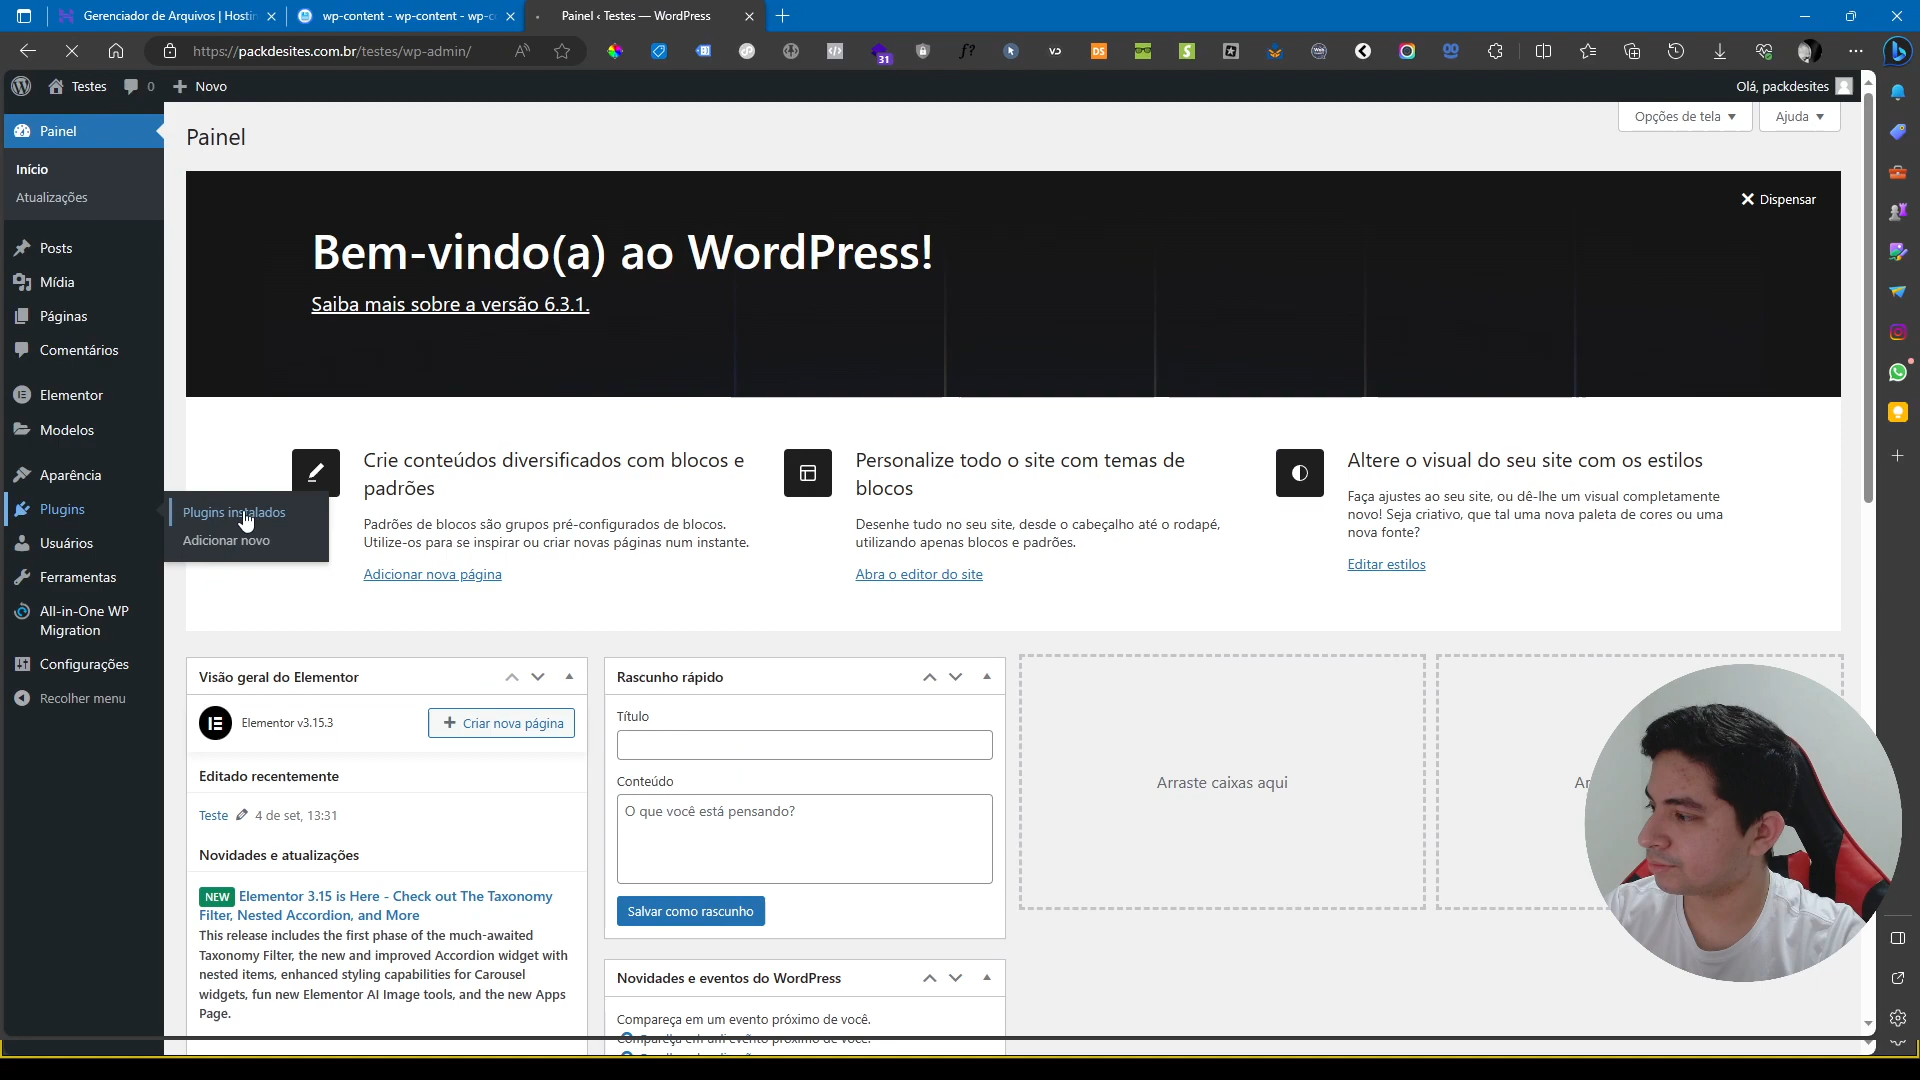 Gerenciador de Arquivos | Hostin
wp-content - wp-content - wp-c
Painel ‹ Testes — WordPress
https://packdesites.com.br/testes/wp-admin/
31
Testes
0
Novo
Olá, packdesites
Painel
Início
Atualizações
Posts
Mídia
Páginas
Comentários
Elementor
Modelos
Aparência
Plugins
Plugins instalados
Adicionar novo
Usuários
Ferramentas
All-in-One WP
Migration
Configurações
Recolher menu
Painel
Opções de tela
Ajuda
Dispensar
Bem-vindo(a) ao WordPress!
Saiba mais sobre a versão 6.3.1.
Crie conteúdos diversificados com blocos e
padrões
Padrões de blocos são grupos pré-configurados de blocos.
Utilize-os para se inspirar ou criar novas páginas num instante.
Adicionar nova página
Personalize todo o site com temas de
blocos
Desenhe tudo no seu site, desde o cabeçalho até o rodapé,
utilizando apenas blocos e padrões.
Abra o editor do site
Altere o visual do seu site com os estilos
Faça ajustes ao seu site, ou dê-lhe um visual completamente
novo! Seja criativo, que tal uma nova paleta de cores ou uma
nova fonte?
Editar estilos
Visão geral do Elementor
Elementor v3.15.3
Criar nova página
Editado recentemente
Teste
4 de set, 13:31
Novidades e atualizações
NEW Elementor 3.15 is Here - Check out The Taxonomy
Filter, Nested Accordion, and More
This release includes the first phase of the much-awaited
Taxonomy Filter, the new and improved Accordion widget with
nested items, enhanced styling capabilities for Carousel
widgets, fun new Elementor AI Image tools, and the new Apps
Page.
Rascunho rápido
Título
Conteúdo
O que você está pensando?
Salvar como rascunho
Novidades e eventos do WordPress
Compareça em um evento próximo de você.
Compareça em um evento próximo de você.
Arraste caixas aqui
Ar